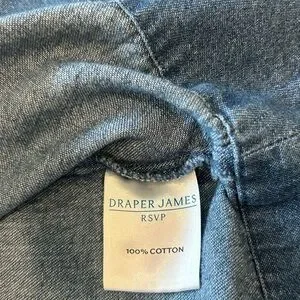 DRAPER JAMES
RSVP
100% COTTON